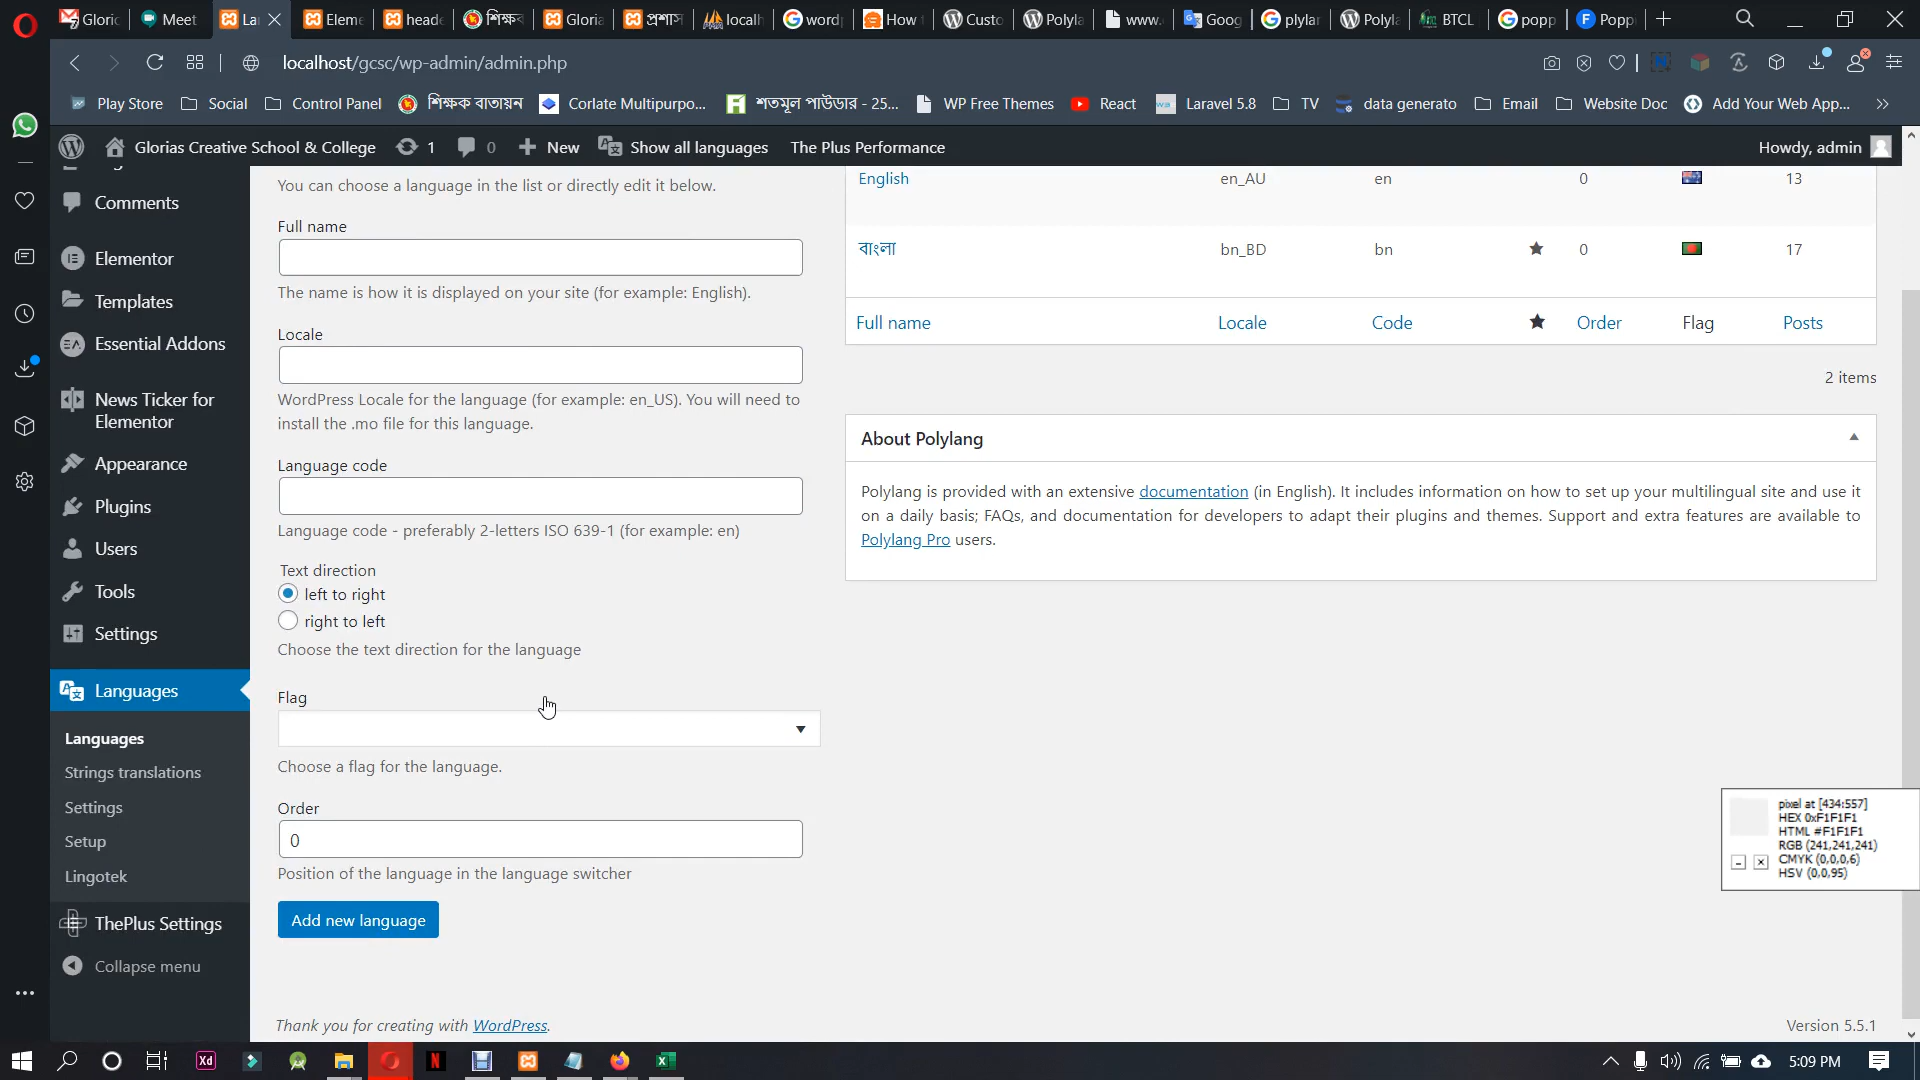 Gloric
Meet
La
Eleme
heade
শিক্ষব
Gloria
প্রশাস
localh
wordp
How t
Custo
Polyla
www.
Goog
plylan
Polyla
BTCL
popp
Poppi
localhost/gcsc/wp-admin/admin.php
Play Store
Social
Control Panel
শিক্ষক বাতায়ন
Corlate Multipurpo...
শতমূল পাউডার - 25...
WP Free Themes
React
Laravel 5.8
TV
data generato
Email
Website Doc
Add Your Web App...
Glorias Creative School & College
1
0
New
Show all languages
The Plus Performance
Howdy, admin
Comments
Elementor
Templates
Essential Addons
News Ticker for
Elementor
Appearance
Plugins
Users
Tools
Settings
Languages
Languages
Strings translations
Settings
Setup
Lingotek
ThePlus Settings
Collapse menu
You can choose a language in the list or directly edit it below.
Full name
The name is how it is displayed on your site (for example: English).
Locale
WordPress Locale for the language (for example: en_US). You will need to
install the .mo file for this language.
Language code
Language code - preferably 2-letters ISO 639-1 (for example: en)
Text direction
left to right
right to left
Choose the text direction for the language
Flag
Choose a flag for the language.
Order
0
Position of the language in the language switcher
Add new language
English en_AU en 0 13
বাংলা bn_BD bn 0 17
Full name Locale Code Order Flag Posts
2 items
About Polylang
Polylang is provided with an extensive documentation (in English). It includes information on how to set up your multilingual site and use it
on a daily basis; FAQs, and documentation for developers to adapt their plugins and themes. Support and extra features are available to
Polylang Pro users.
pixel at [434:557]
HEX 0xF1F1F1
HTML #F1F1F1
RGB (241,241,241)
CMYK (0,0,0,6)
HSV (0,0,95)
Thank you for creating with WordPress.
Version 5.5.1
Xd
N
5:09 PM